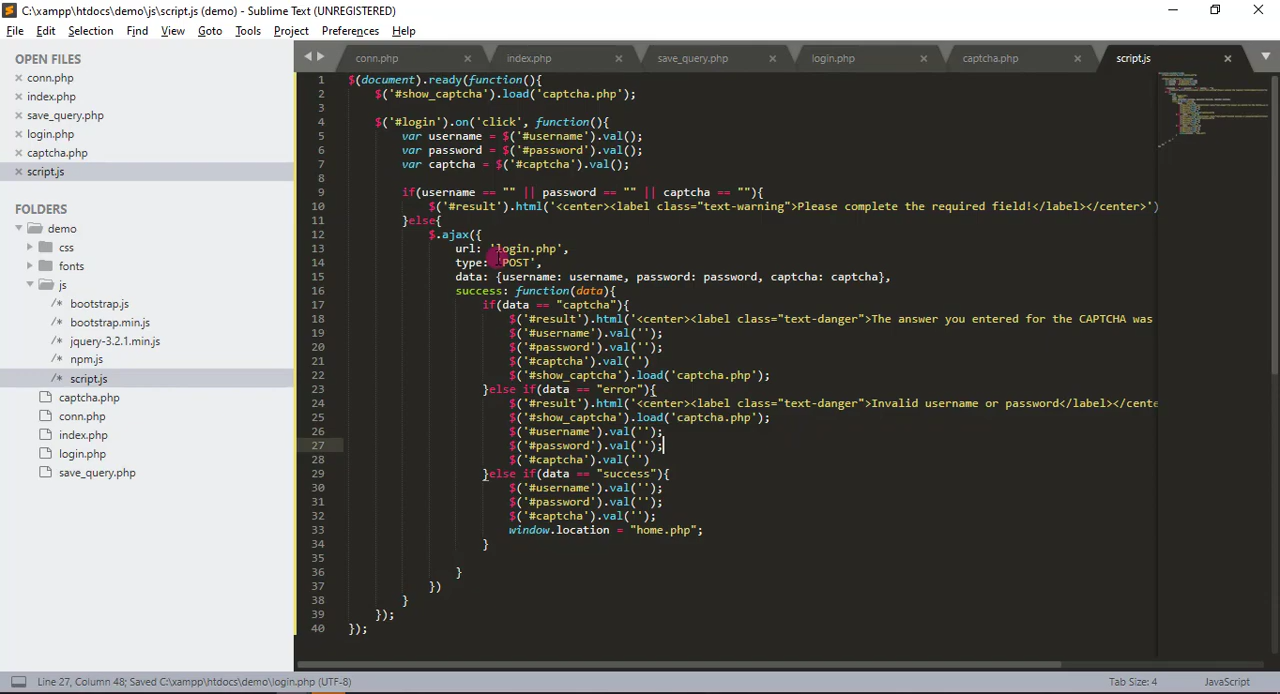 C:\xampp\htdocs\demo\js\script.js (demo) - Sublime Text (UNREGISTERED)
File Edit Selection Find View Goto Tools Project Preferences Help
OPEN FILES
conn.php
index.php
save_query.php
login.php
captcha.php
script.js
FOLDERS
demo
css
fonts
js
/* bootstrap.js
/* bootstrap.min.js
/* jquery-3.2.1.min.js
/* npm.js
/* script.js
captcha.php
conn.php
index.php
login.php
save_query.php
conn.php index.php save_query.php login.php captcha.php script.js
1 $(document).ready(function(){
2 $('#show_captcha').load('captcha.php');
3
4 $('#login').on('click', function(){
5 var username = $('#username').val();
6 var password = $('#password').val();
7 var captcha = $('#captcha').val();
8
9 if(username == "" || password == "" || captcha == ""){
10 $('#result').html('<center><label class="text-warning">Please complete the required field!</label></center>')
11 }else{
12 $.ajax({
13 url: 'login.php',
14 type: 'POST',
15 data: {username: username, password: password, captcha: captcha},
16 success: function(data){
17 if(data == "captcha"){
18 $('#result').html('<center><label class="text-danger">The answer you entered for the CAPTCHA was
19 $('#username').val('');
20 $('#password').val('');
21 $('#captcha').val('')
22 $('#show_captcha').load('captcha.php');
23 }else if(data == "error"){
24 $('#result').html('<center><label class="text-danger">Invalid username or password</label></cente
25 $('#show_captcha').load('captcha.php');
26 $('#username').val('');
27 $('#password').val('');
28 $('#captcha').val('')
29 }else if(data == "success"){
30 $('#username').val('');
31 $('#password').val('');
32 $('#captcha').val('');
33 window.location = "home.php";
34 }
35
36 }
37 })
38 }
39 });
40 });
Line 27, Column 48; Saved C:\xampp\htdocs\demo\login.php (UTF-8) Tab Size: 4 JavaScript